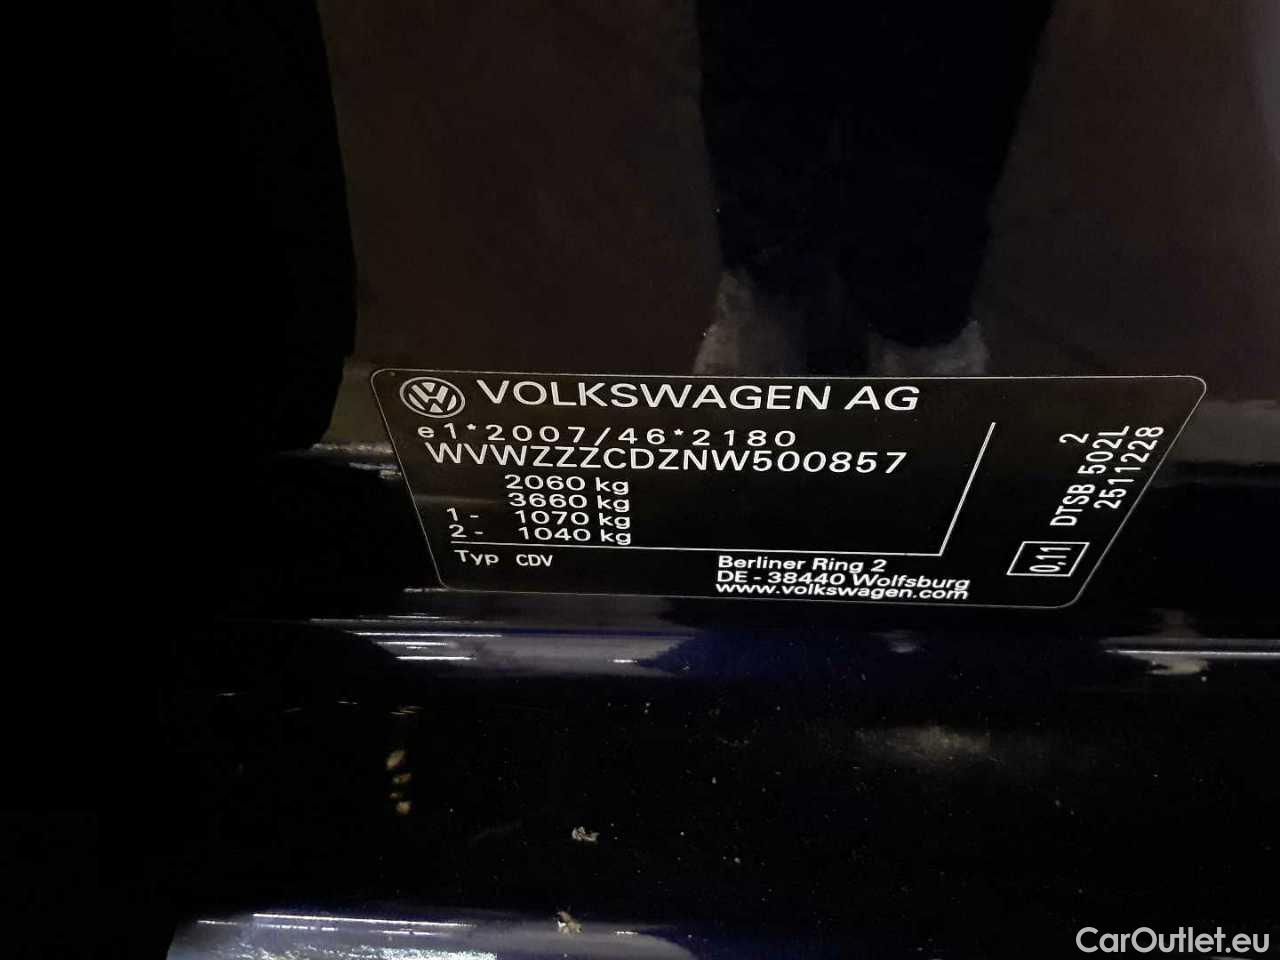 VOLKSWAGEN AG
e1*2007/46*2180
WVWZZZCDZNW500857
2060 kg
3660 kg
1 - 1070 kg
2 - 1040 kg
Typ CDV
Berliner Ring 2
DE - 38440 Wolfsburg
www.volkswagen.com
2
DTSB 502L
2511228
0,11
CarOutlet.eu